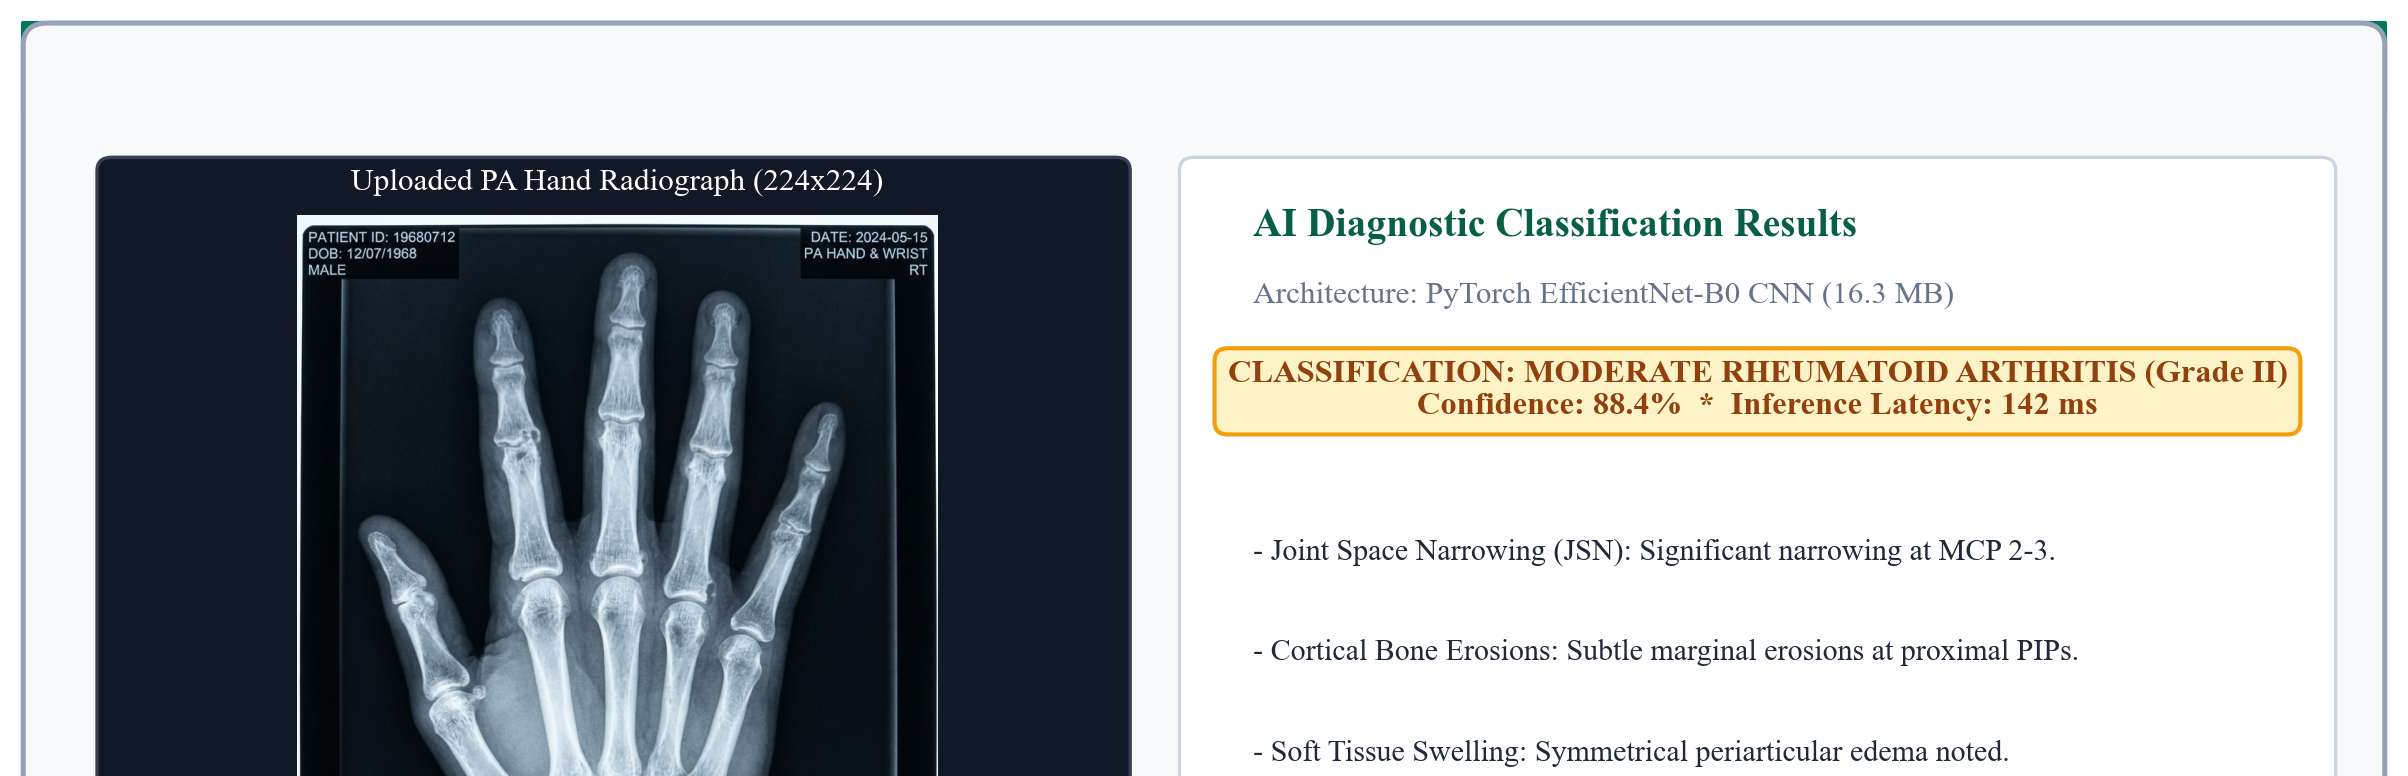 Uploaded PA Hand Radiograph (224x224)
PATIENT ID: 19680712
DOB: 12/07/1968
MALE
DATE: 2024-05-15
PA HAND & WRIST
RT
AI Diagnostic Classification Results
Architecture: PyTorch EfficientNet-B0 CNN (16.3 MB)
CLASSIFICATION: MODERATE RHEUMATOID ARTHRITIS (Grade II)
Confidence: 88.4% * Inference Latency: 142 ms
- Joint Space Narrowing (JSN): Significant narrowing at MCP 2-3.
- Cortical Bone Erosions: Subtle marginal erosions at proximal PIPs.
- Soft Tissue Swelling: Symmetrical periarticular edema noted.